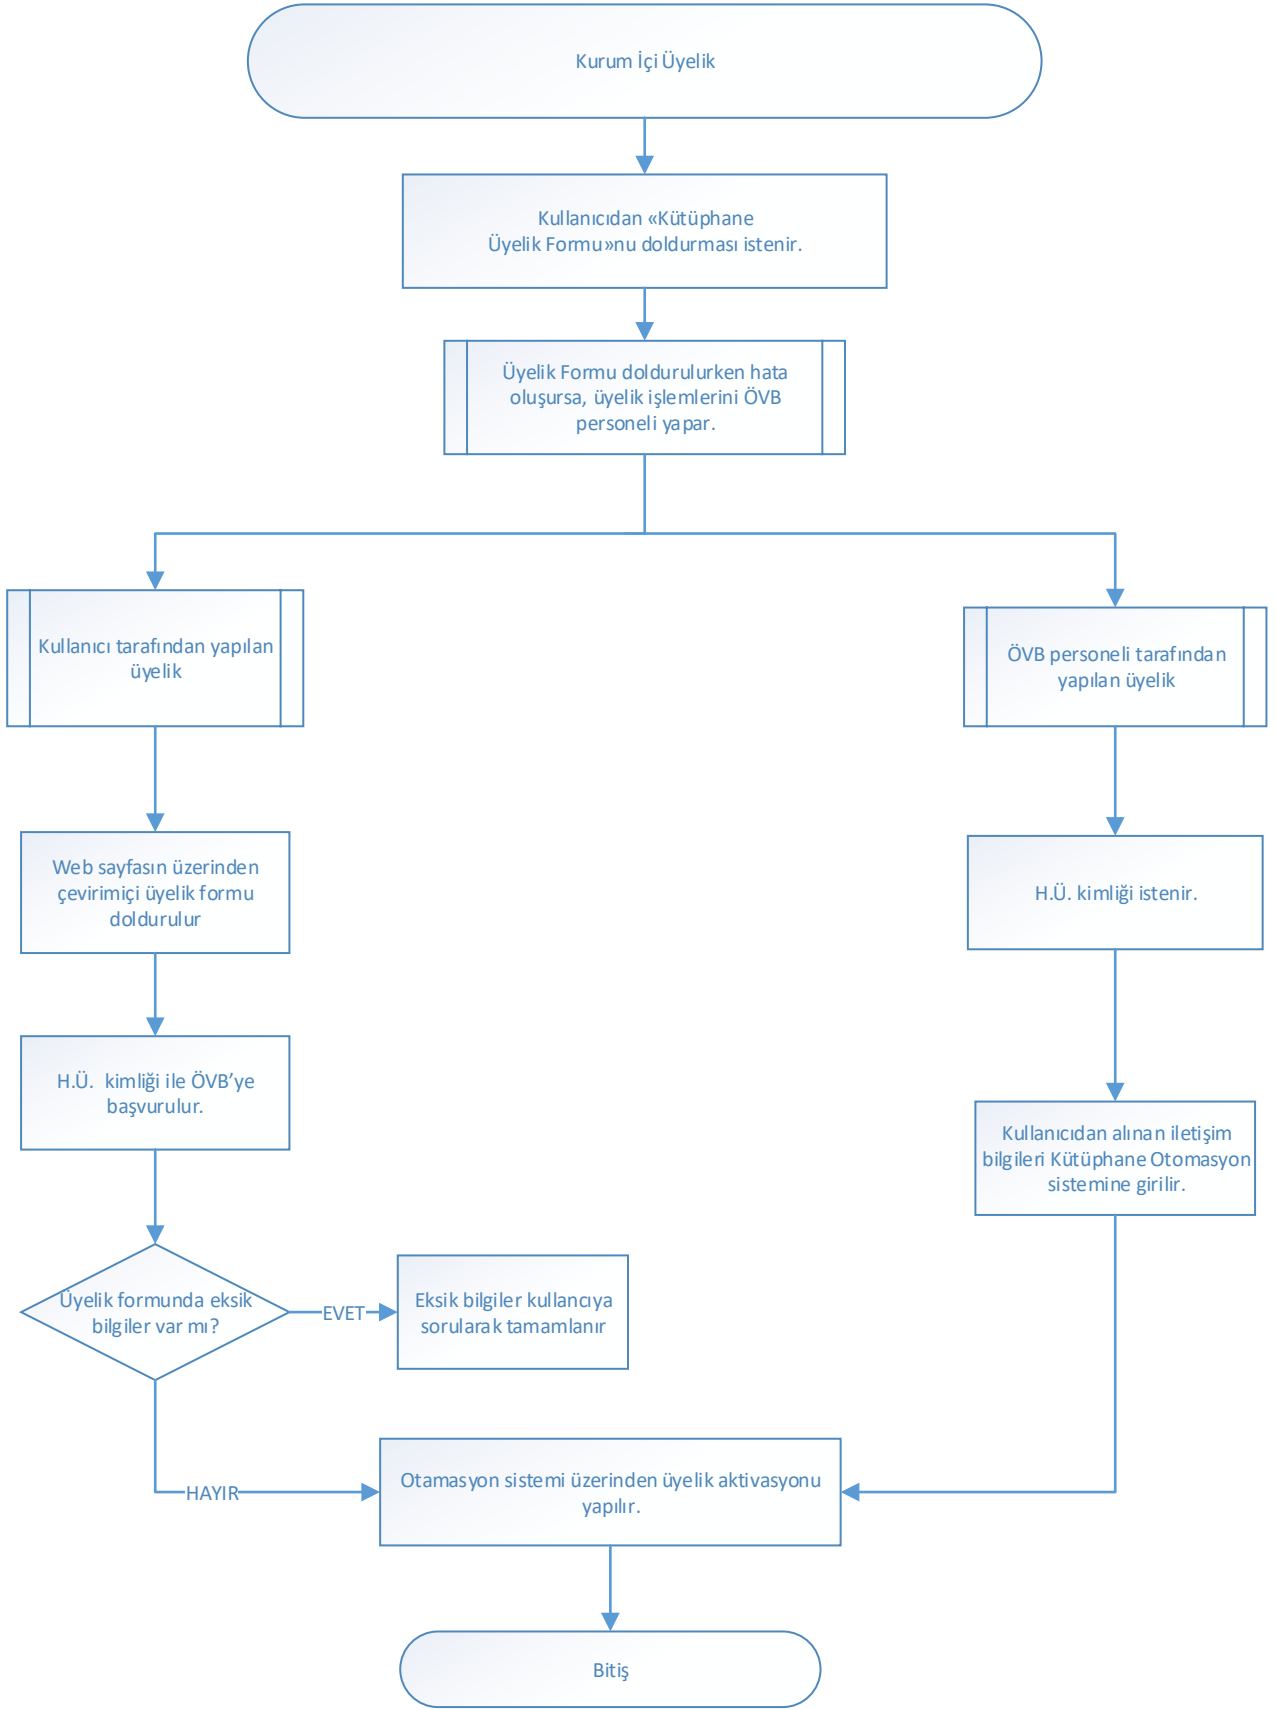 Kurum İçi Üyelik
Kullanıcıdan «Kütüphane
Üyelik Formu»nu doldurması istenir.
Üyelik Formu doldurulurken hata
oluşursa, üyelik işlemlerini ÖVB
personeli yapar.
Kullanıcı tarafından yapılan
üyelik
ÖVB personeli tarafından
yapılan üyelik
Web sayfasın üzerinden
çevirimiçi üyelik formu
doldurulur
H.Ü. kimliği istenir.
H.Ü.  kimliği ile ÖVB’ye
başvurulur.
Kullanıcıdan alınan iletişim
bilgileri Kütüphane Otomasyon
sistemine girilir.
Üyelik formunda eksik
bilgiler var mı?
EVET
Eksik bilgiler kullancıya
sorularak tamamlanır
HAYIR
Otamasyon sistemi üzerinden üyelik aktivasyonu
yapılır.
Bitiş